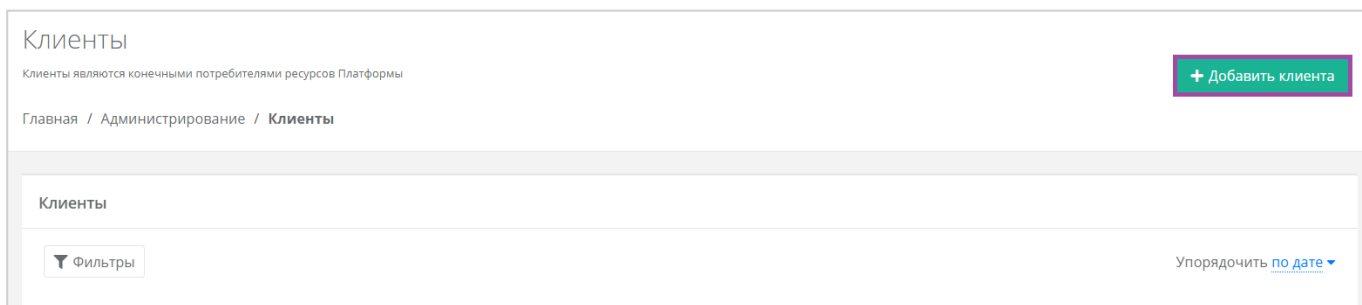 Клиенты
Клиенты являются конечными потребителями ресурсов Платформы
+ Добавить клиента
Главная / Администрирование / Клиенты
Клиенты
Фильтры
Упорядочить по дате